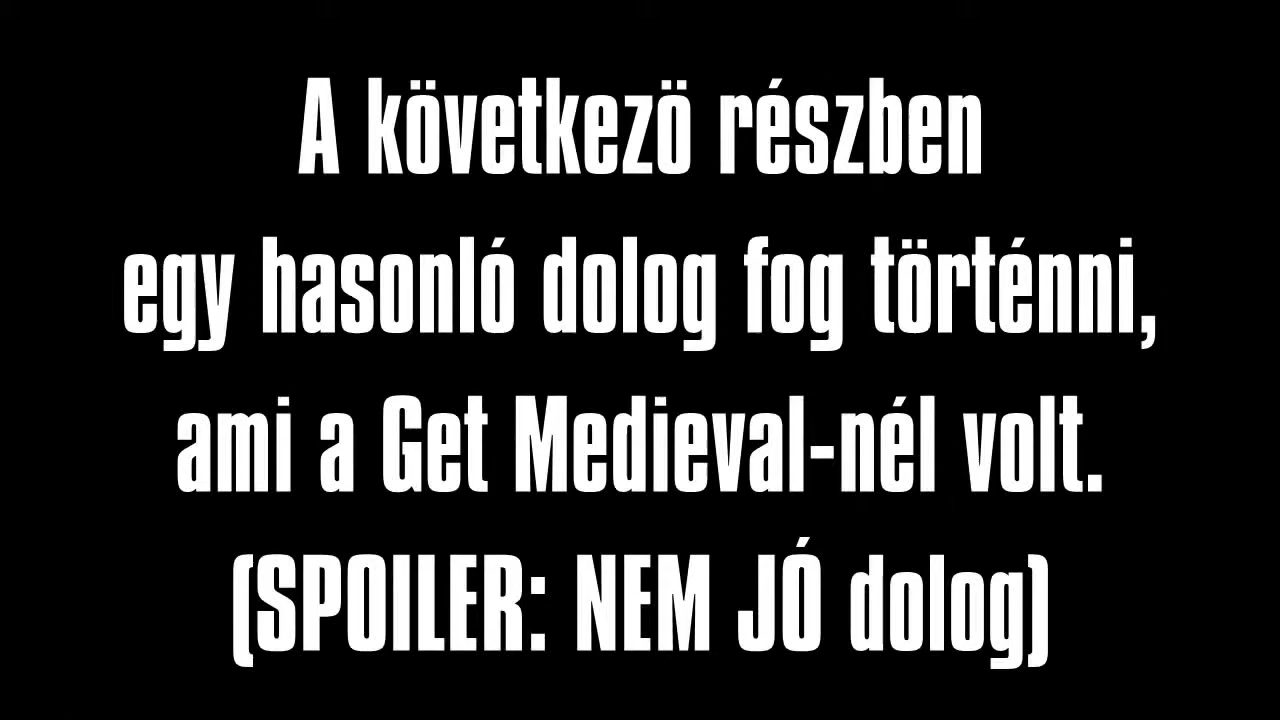 A következö részben
egy hasonló dolog fog történni,
ami a Get Medieval-nél volt.
(SPOILER: NEM JÓ dolog)